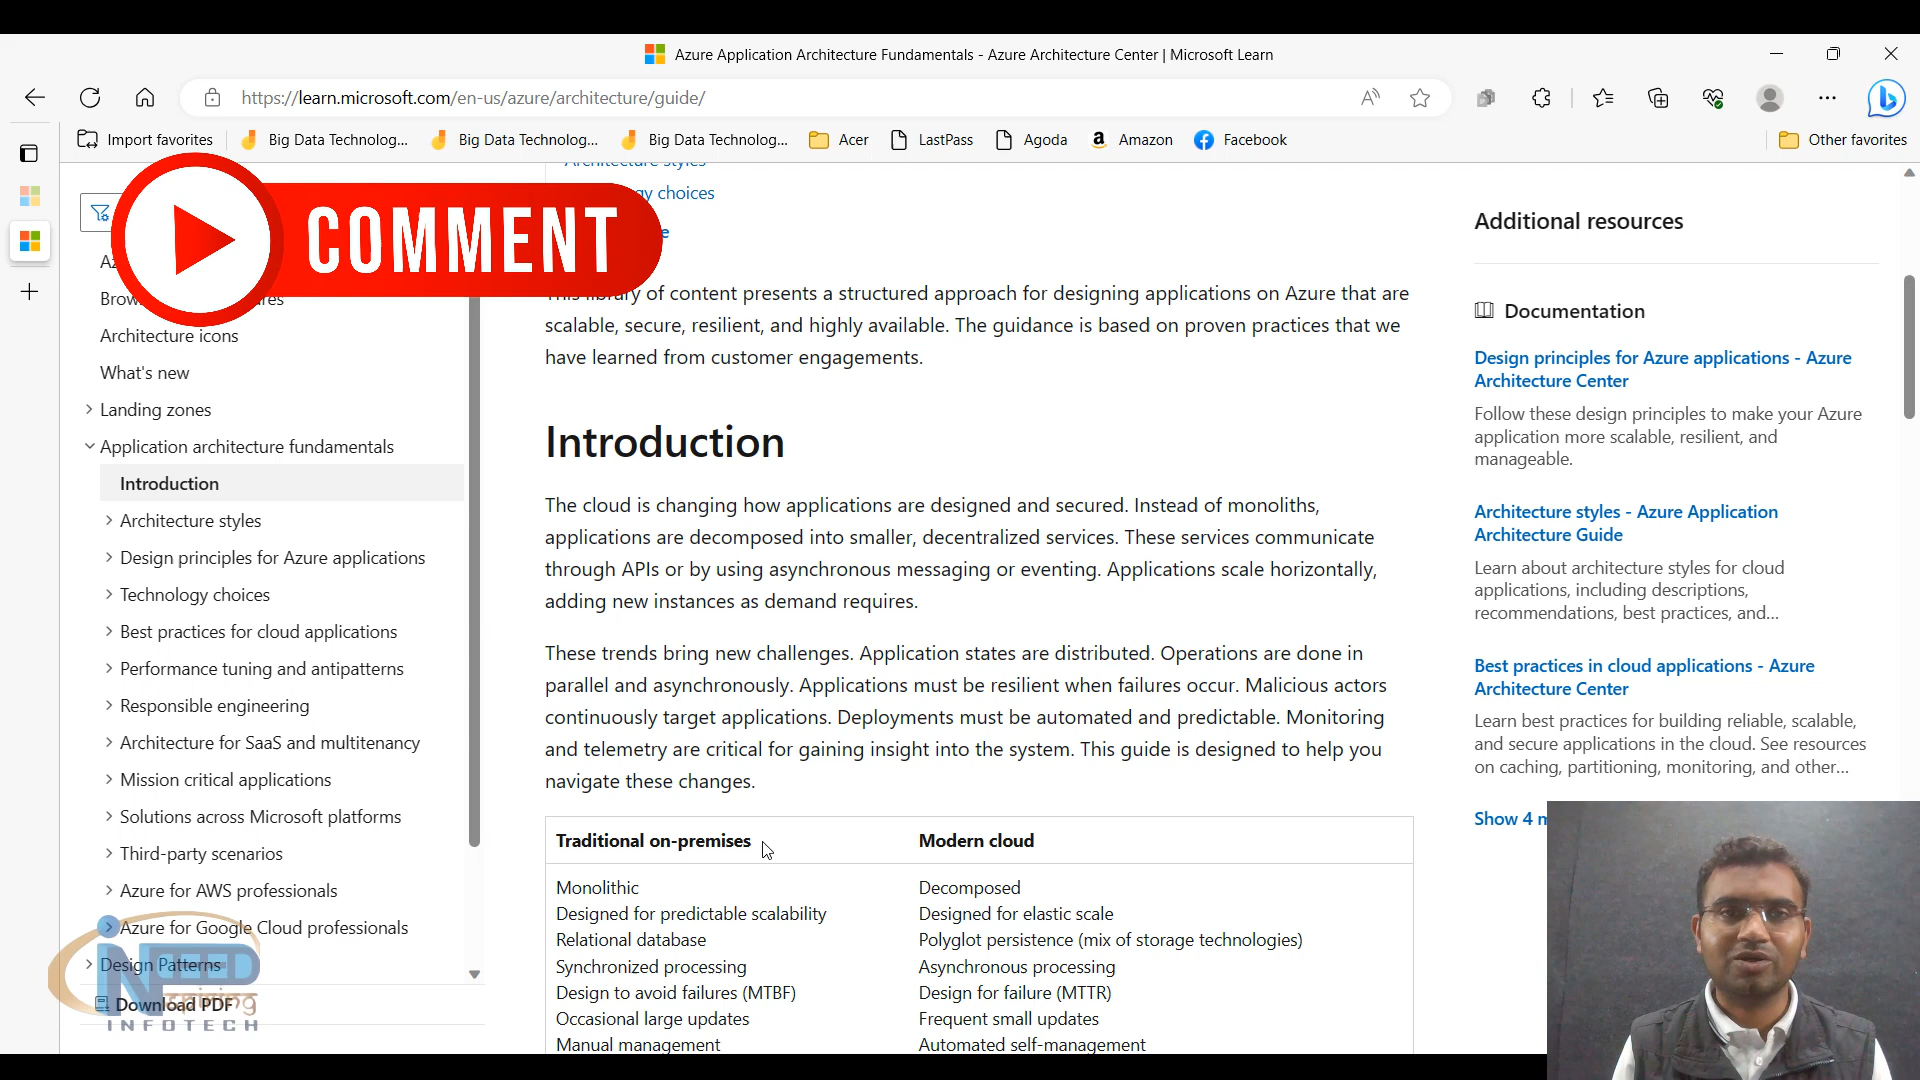 Azure Application Architecture Fundamentals - Azure Architecture Center | Microsoft Learn
https://learn.microsoft.com/en-us/azure/architecture/guide/
Import favorites
Big Data Technolog...
Big Data Technolog...
Big Data Technolog...
Acer
LastPass
Agoda
Amazon
Facebook
Other favorites
COMMENT
Architecture icons
What's new
Landing zones
Application architecture fundamentals
Introduction
Architecture styles
Design principles for Azure applications
Technology choices
Best practices for cloud applications
Performance tuning and antipatterns
Responsible engineering
Architecture for SaaS and multitenancy
Mission critical applications
Solutions across Microsoft platforms
Third-party scenarios
Azure for AWS professionals
Azure for Google Cloud professionals
Design Patterns
Download PDF
NEED
Training
INFOTECH
Architecture styles
choices
This library of content presents a structured approach for designing applications on Azure that are
scalable, secure, resilient, and highly available. The guidance is based on proven practices that we
have learned from customer engagements.
Introduction
The cloud is changing how applications are designed and secured. Instead of monoliths,
applications are decomposed into smaller, decentralized services. These services communicate
through APIs or by using asynchronous messaging or eventing. Applications scale horizontally,
adding new instances as demand requires.
These trends bring new challenges. Application states are distributed. Operations are done in
parallel and asynchronously. Applications must be resilient when failures occur. Malicious actors
continuously target applications. Deployments must be automated and predictable. Monitoring
and telemetry are critical for gaining insight into the system. This guide is designed to help you
navigate these changes.
Traditional on-premises Modern cloud
Monolithic Decomposed
Designed for predictable scalability Designed for elastic scale
Relational database Polyglot persistence (mix of storage technologies)
Synchronized processing Asynchronous processing
Design to avoid failures (MTBF) Design for failure (MTTR)
Occasional large updates Frequent small updates
Manual management Automated self-management
Additional resources
Documentation
Design principles for Azure applications - Azure
Architecture Center
Follow these design principles to make your Azure
application more scalable, resilient, and
manageable.
Architecture styles - Azure Application
Architecture Guide
Learn about architecture styles for cloud
applications, including descriptions,
recommendations, best practices, and...
Best practices in cloud applications - Azure
Architecture Center
Learn best practices for building reliable, scalable,
and secure applications in the cloud. See resources
on caching, partitioning, monitoring, and other...
Show 4